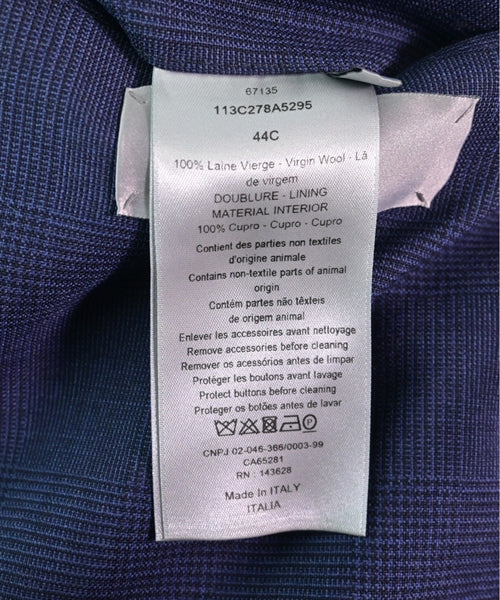 67135
113C278A5295
44C
100% Laine Vierge - Virgin Wool - Lã
de virgem
DOUBLURE - LINING
MATERIAL INTERIOR
100% Cupro - Cupro - Cupro
Contient des parties non textiles
d'origine animale
Contains non-textile parts of animal
origin
Contém partes não têxteis
de origem animal
Enlever les accessoires avant nettoyage
Remove accessories before cleaning
Remover os acessórios antes de limpar
Protéger les boutons avant lavage
Protect buttons before cleaning
Proteger os botões antes de lavar
CNPJ 02-046-366/0003-99
CA65281
RN : 143628
Made in ITALY
ITALIA